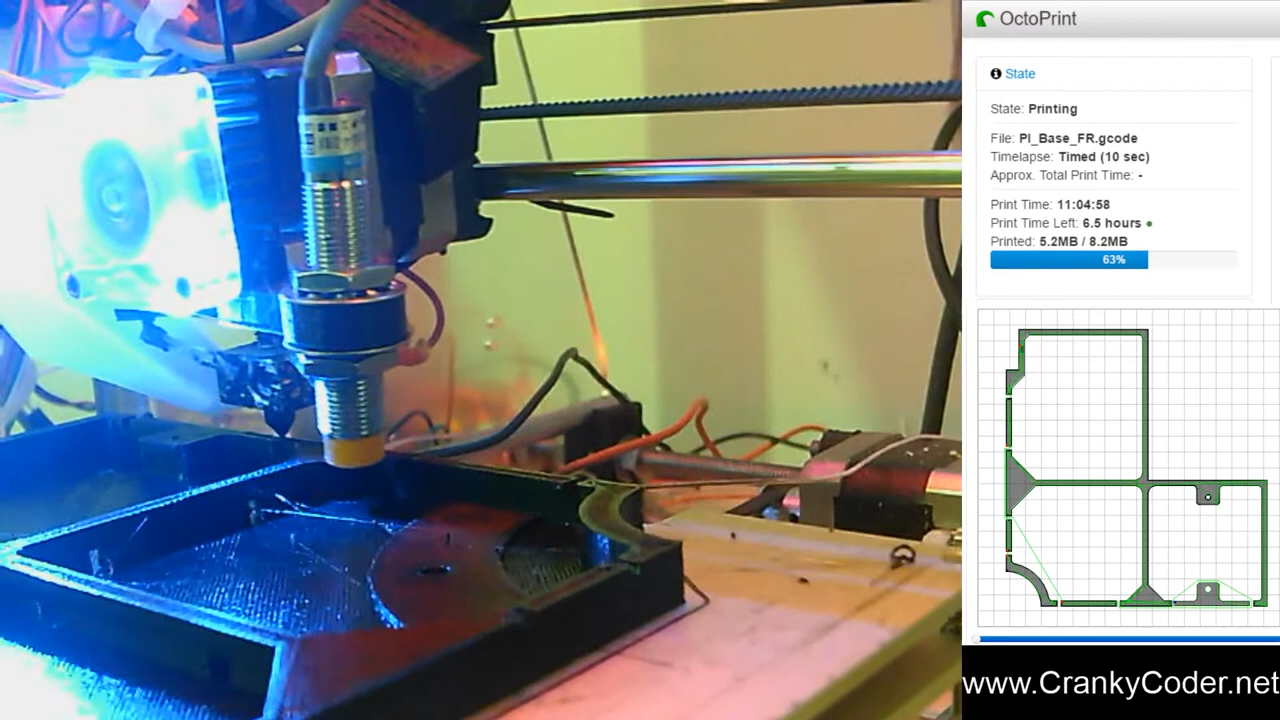 OctoPrint
State
State: Printing
File: PI_Base_FR.gcode
Timelapse: Timed (10 sec)
Approx. Total Print Time: -
Print Time: 11:04:58
Print Time Left: 6.5 hours
Printed: 5.2MB / 8.2MB
63%
www.CrankyCoder.net